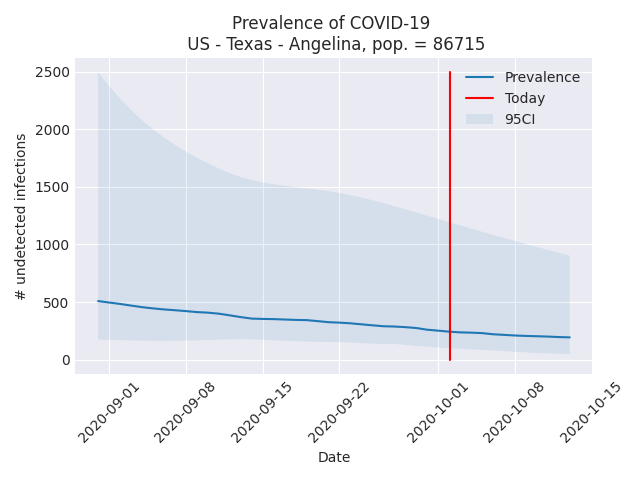 Prevalence of COVID-19
US - Texas - Angelina, pop. = 86715
Prevalence
Today
95CI
# undetected infections
2500
2000
1500
1000
500
0
2020-09-01
2020-09-08
2020-09-15
2020-09-22
2020-10-01
2020-10-08
2020-10-15
Date